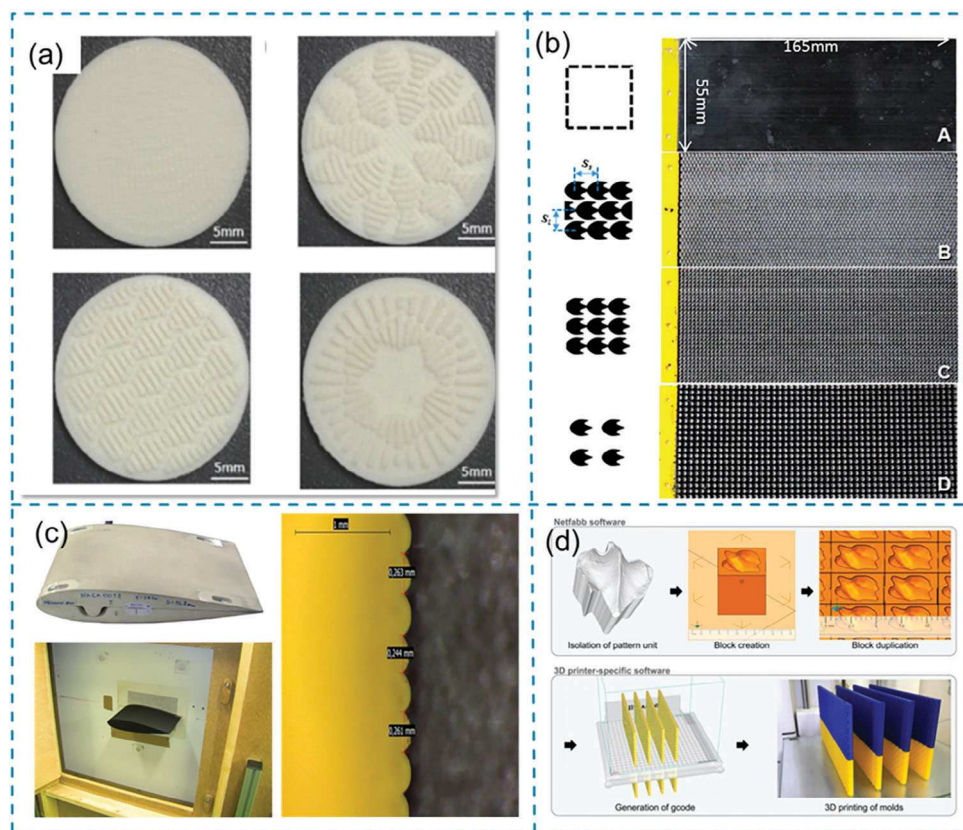 (a)
5mm
5mm
5mm
5mm
(b)
165mm
55mm
A
B
C
D
(c)
1 mm
0,263 mm
0,244 mm
0,261 mm
(d)
Netfabb software
Isolation of pattern unit
Block creation
Block duplication
3D printer-specific software
Generation of gcode
3D printing of molds